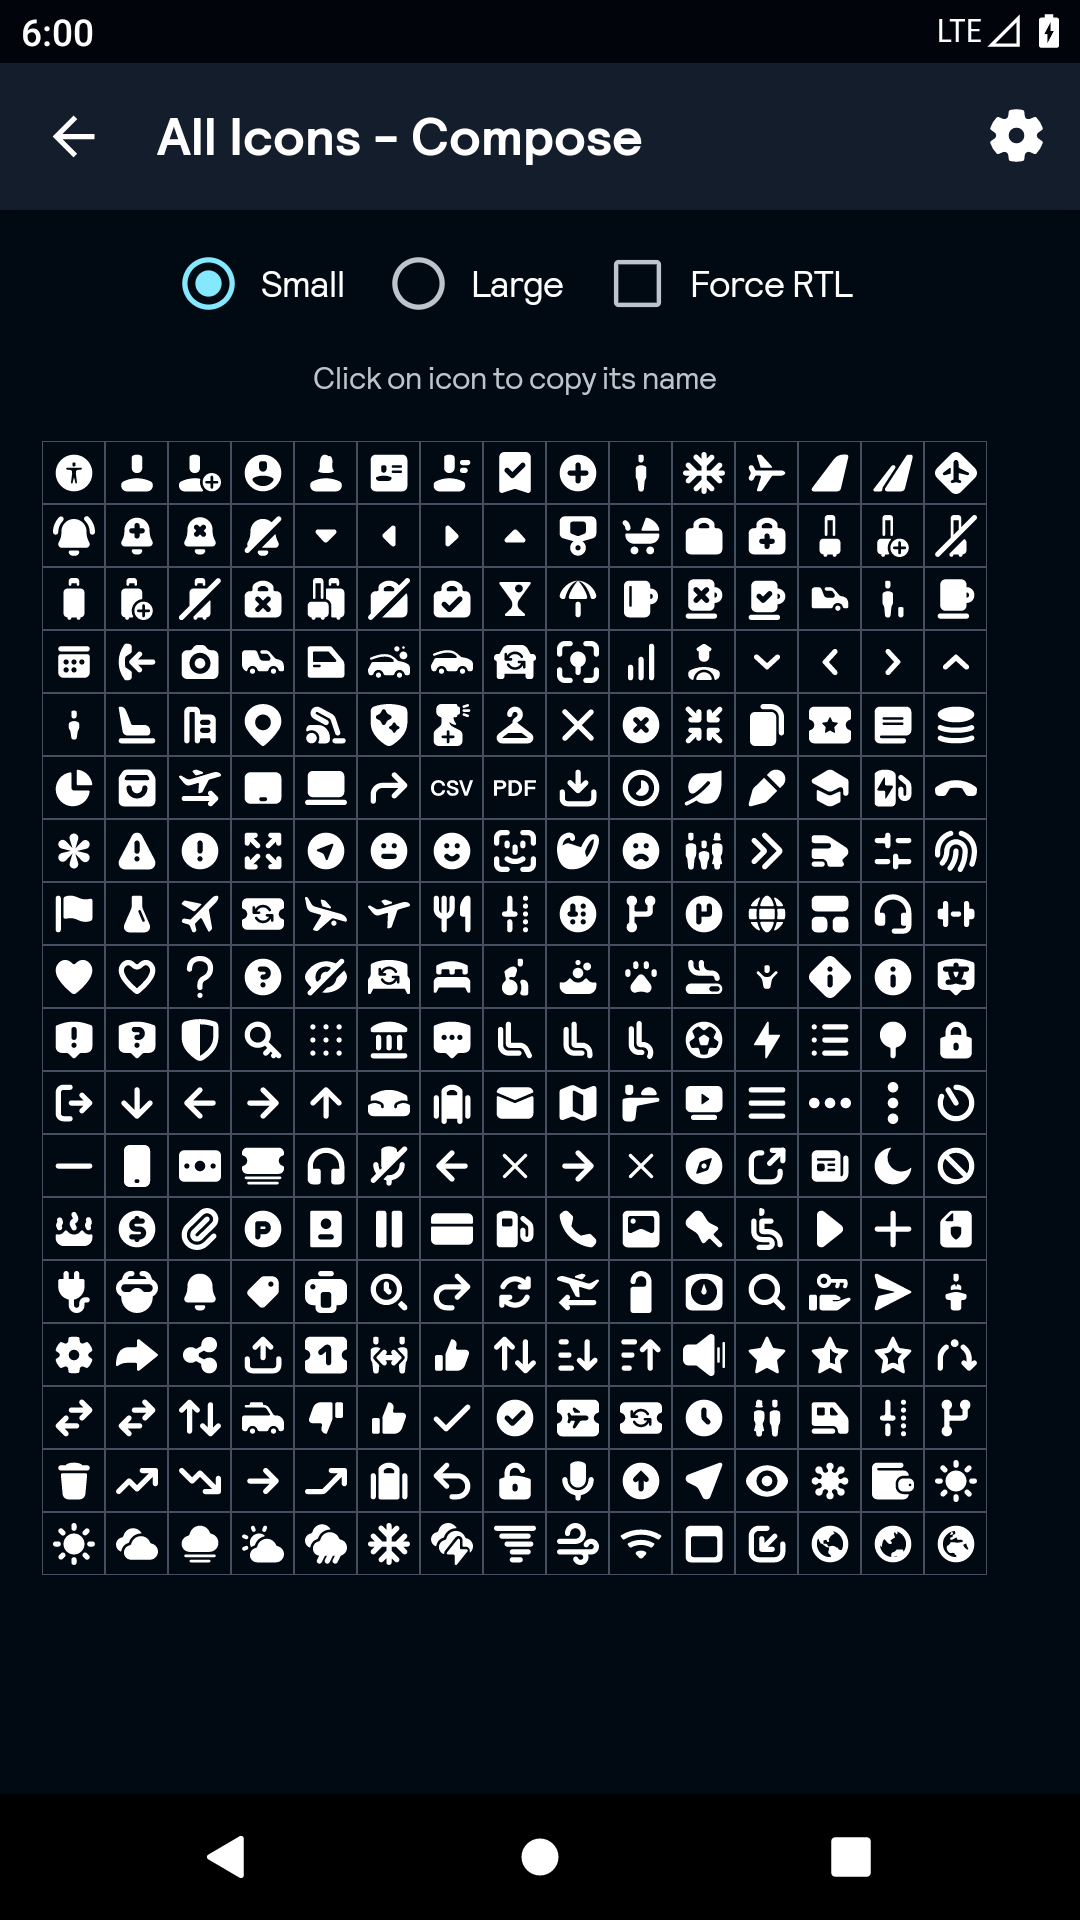 6:00
LTE
All Icons – Compose
Small
Large
Force RTL
Click on icon to copy its name
CSV
PDF